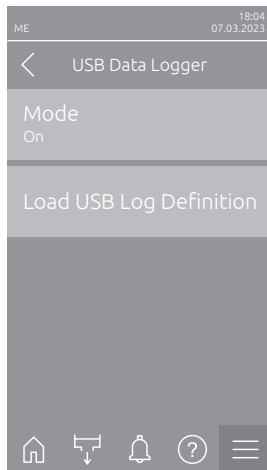 18:04
ME 07.03.2023
USB Data Logger
Mode
On
Load USB Log Definition
?